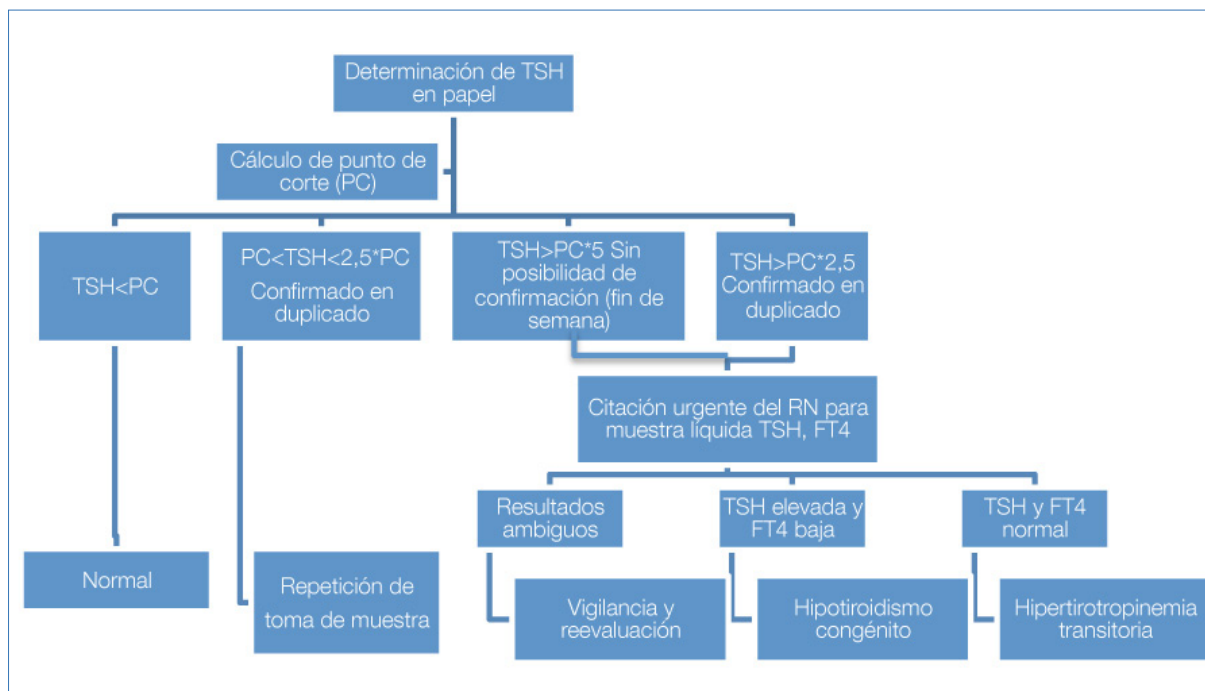 Determinación de TSH
en papel
Cálculo de punto de
corte (PC)
TSH<PC
PC<TSH<2,5*PC
Confirmado en
duplicado
TSH>PC*5 Sin
posibilidad de
confirmación (fin de
semana)
TSH>PC*2,5
Confirmado en
duplicado
Citación urgente del RN para
muestra líquida TSH, FT4
Resultados
ambiguos
TSH elevada y
FT4 baja
TSH y FT4
normal
Normal
Repetición de
toma de muestra
Vigilancia y
reevaluación
Hipotiroidismo
congénito
Hipertirotropinemia
transitoria